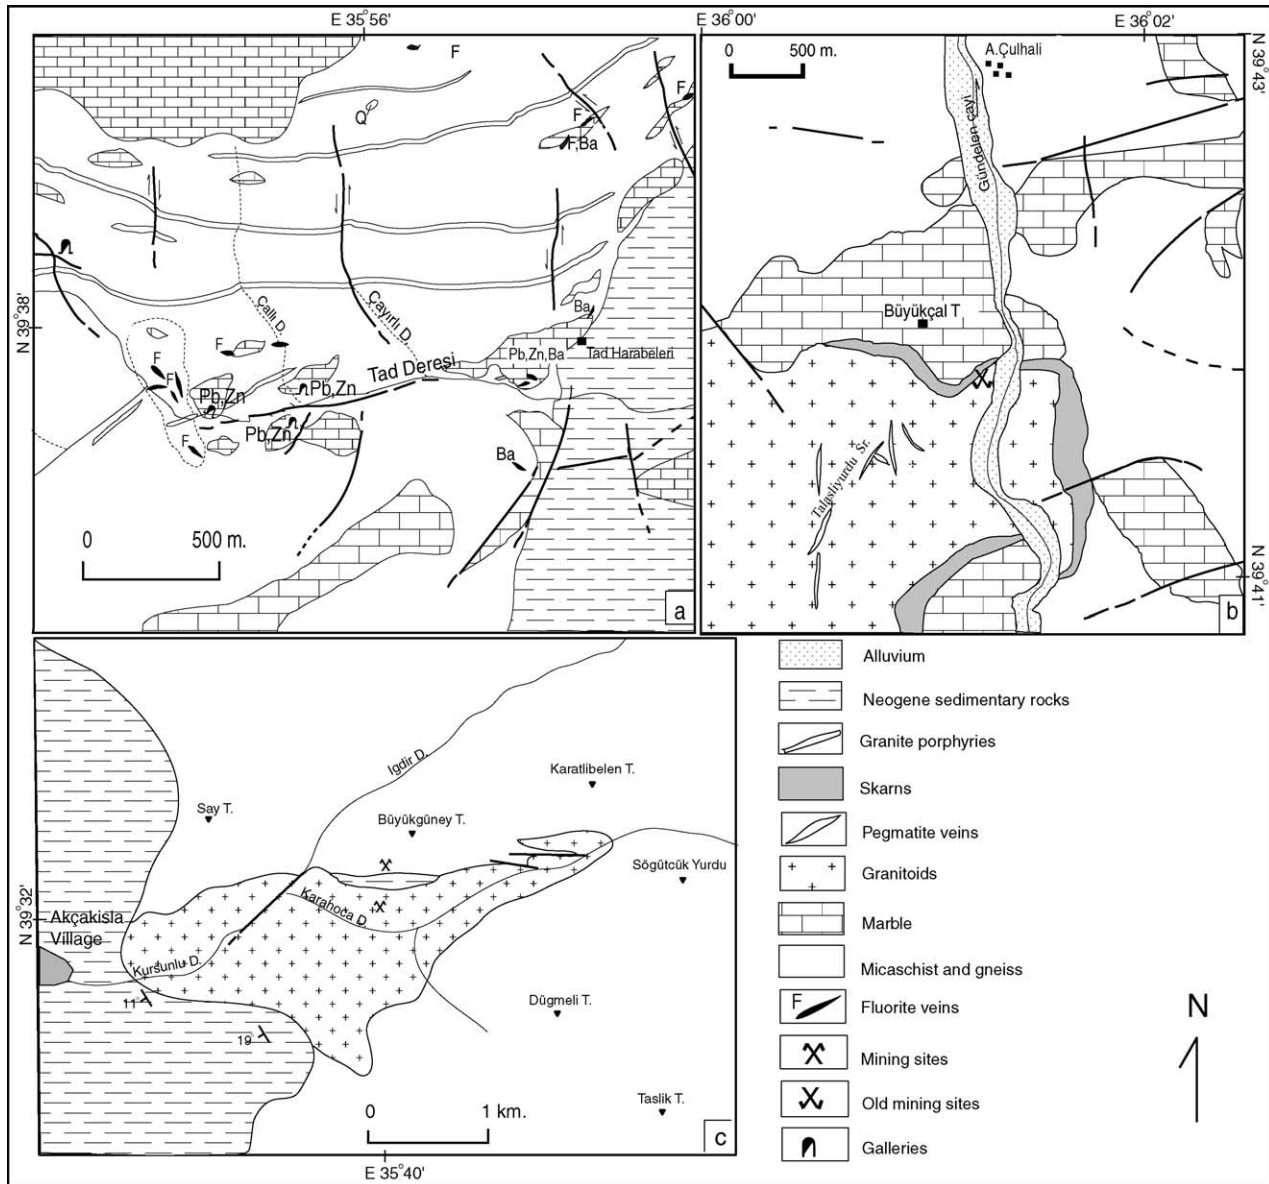 E 35°56'
E 36°00'
E 36°02'
N 39°43'
N 39°38'
F
Q
F
F
F,Ba
Çallı D.
Çayırlı D.
Ba
F
F
F
Pb,Zn
Pb,Zn
Pb,Zn
F
Tad Deresi
Pb,Zn,Ba
Tad Harabeleri
Ba
0 500 m.
a
0 500 m.
A.Çulhali
Gündelen çayi
Büyükçal T
Talasliyurdu Sr.
N 39°41'
b
Igdir D.
Karatlibelen T.
Say T.
Büyükgüney T.
Sögütcük Yurdu
N 39°32'
Akçakisla
Village
Karahoca D.
Kursunlu D.
11°
19°
Dügmeli T.
Taslik T.
0 1 km.
c
E 35°40'
Alluvium
Neogene sedimentary rocks
Granite porphyries
Skarns
Pegmatite veins
Granitoids
Marble
Micaschist and gneiss
F
Fluorite veins
Mining sites
Old mining sites
Galleries
N